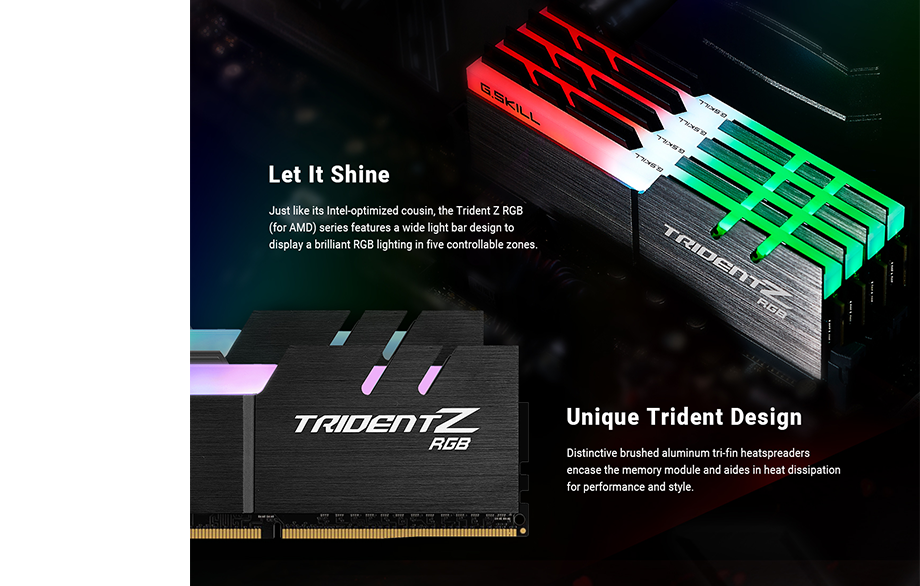 G.SKILL
G.SKILL
G.SKILL
G.SKILL
G.SKILL
TRIDENT Z
RGB
Let It Shine
Just like its Intel-optimized cousin, the Trident Z RGB
(for AMD) series features a wide light bar design to
display a brilliant RGB lighting in five controllable zones.
TRIDENT Z
RGB
Unique Trident Design
Distinctive brushed aluminum tri-fin heatspreaders
encase the memory module and aides in heat dissipation
for performance and style.